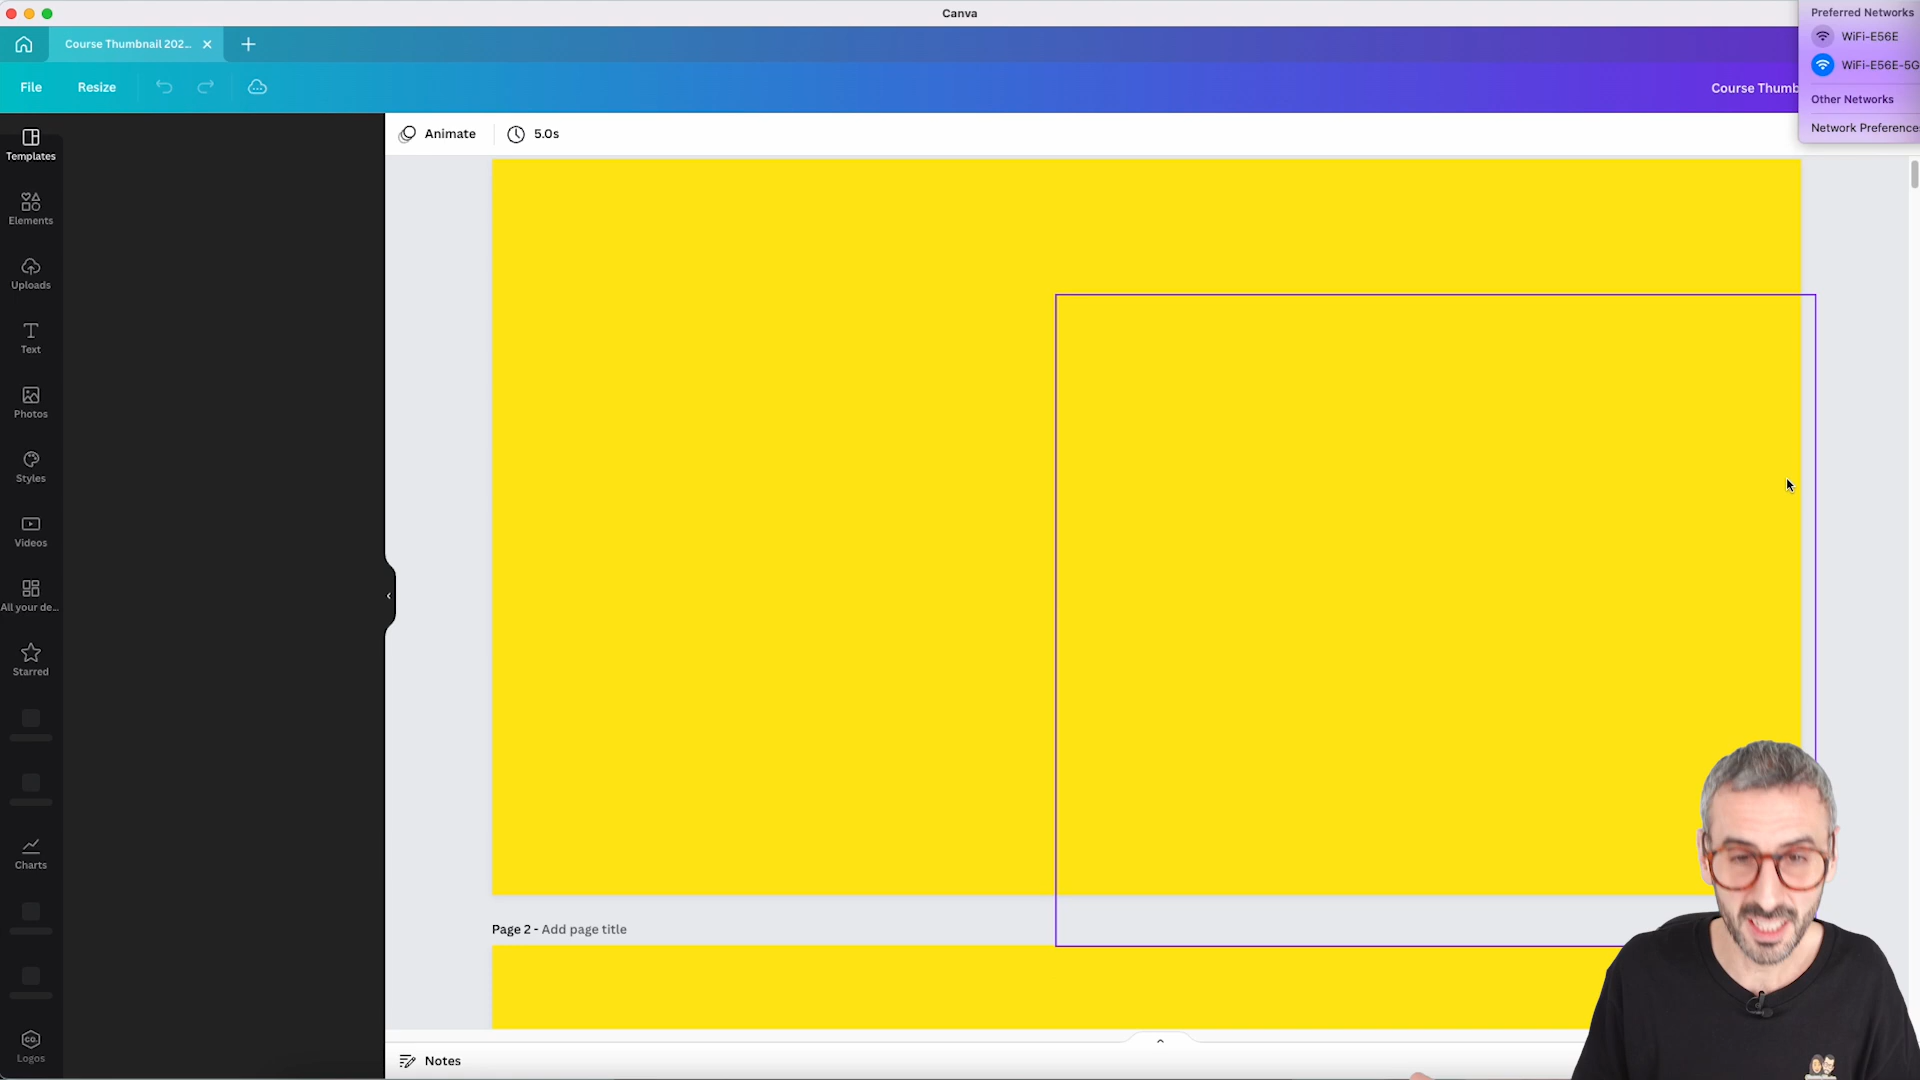 Canva
Preferred Networks
WiFi-E56E
WiFi-E56E-5G
Other Networks
Network Preference
Course Thumbnail 202...
File
Resize
Course Thumb
Animate
5.0s
Templates
Elements
Uploads
Text
Photos
Styles
Videos
All your de...
Starred
Charts
CO.
Logos
Page 2 - Add page title
Notes